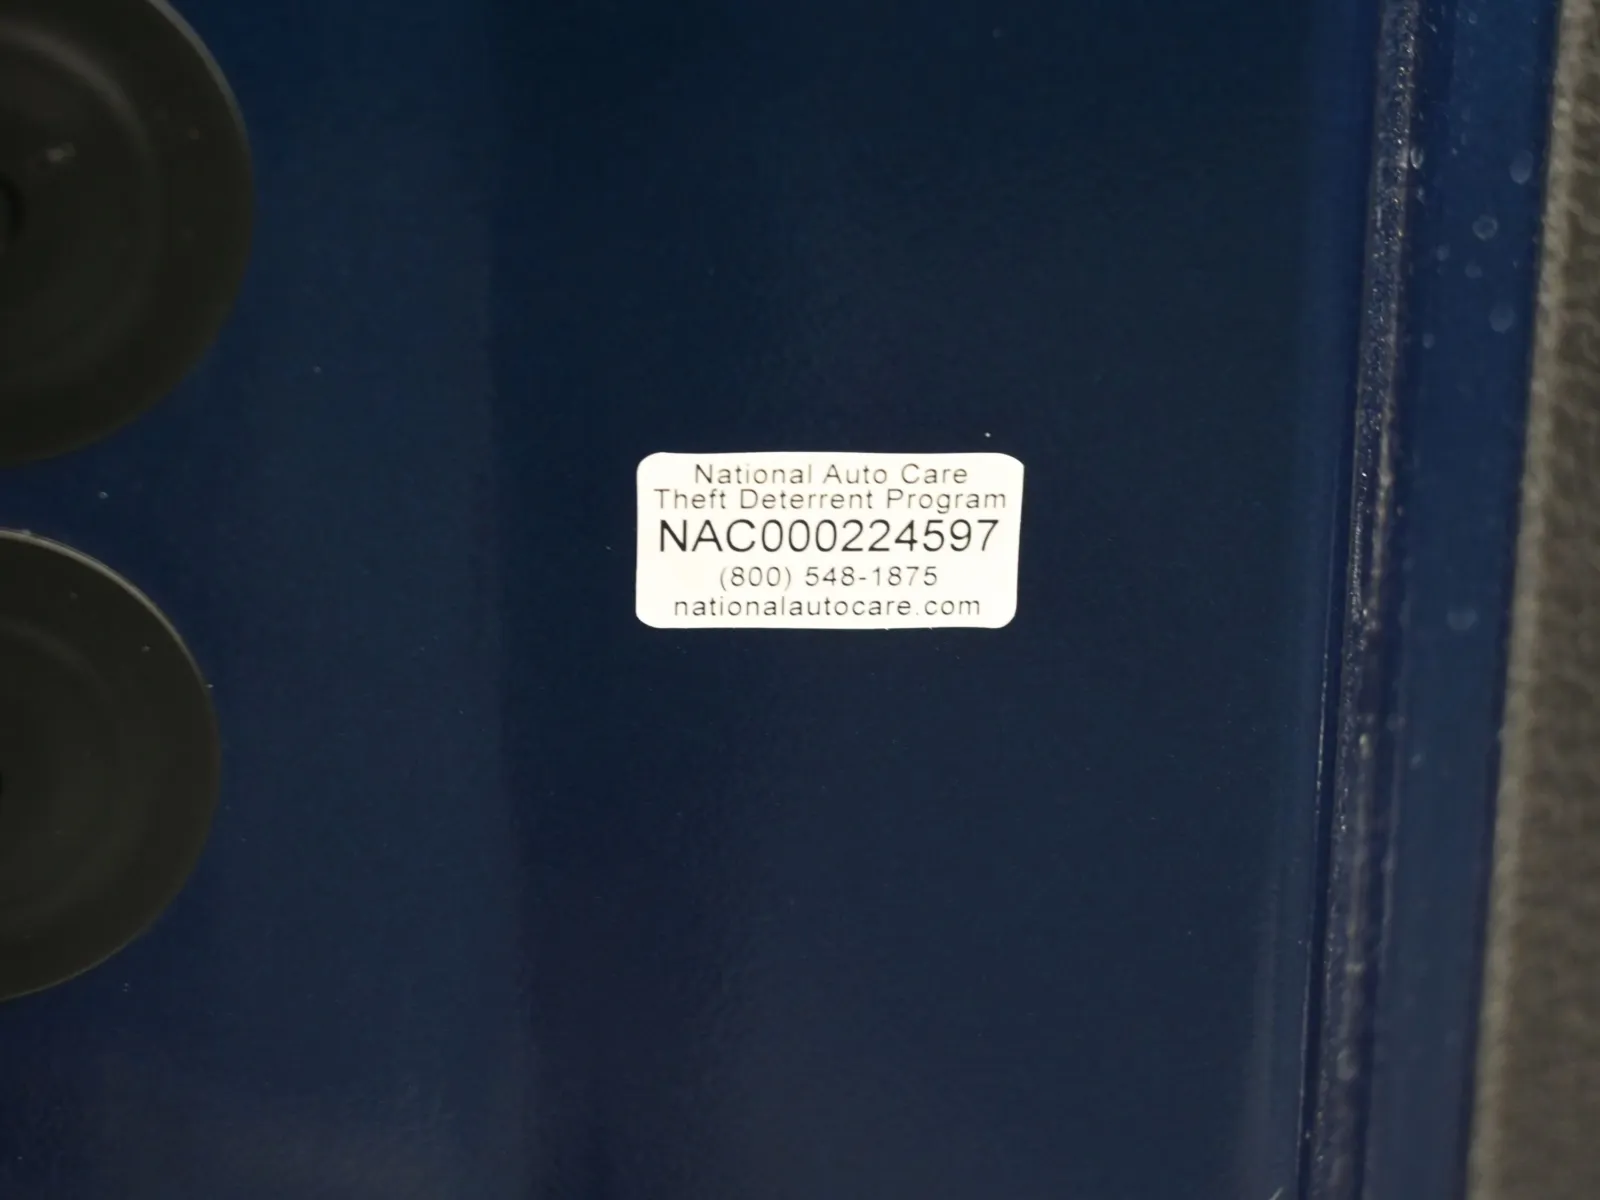 National Auto Care
Theft Deterrent Program
NAC000224597
(800) 548-1875
nationalautocare.com